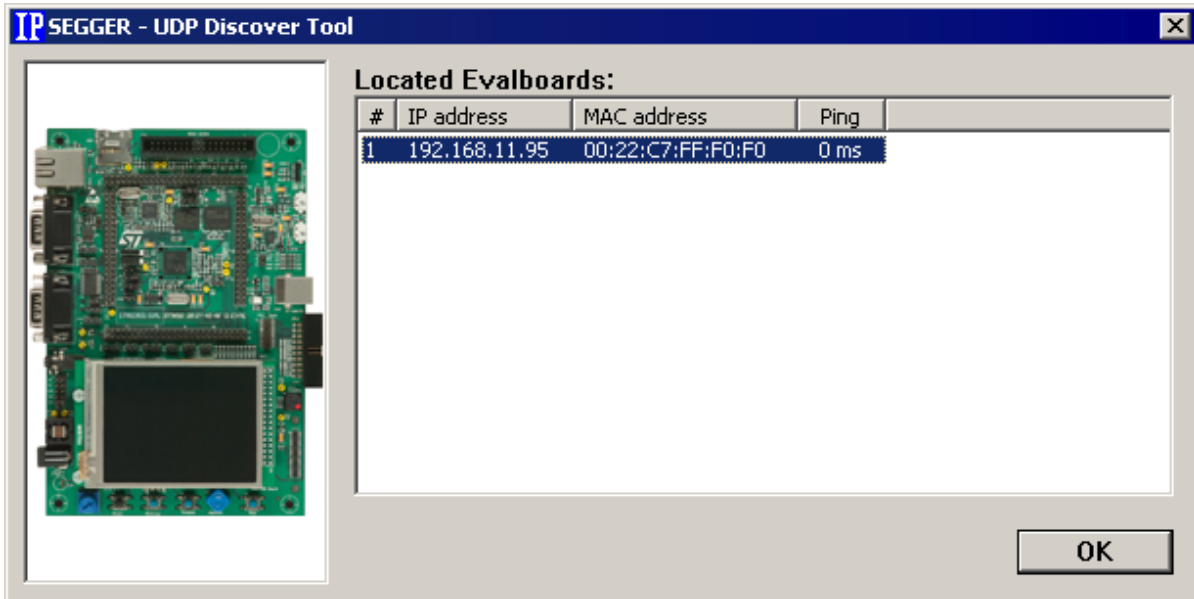 IP SEGGER - UDP Discover Tool
Located Evalboards:
# IP address MAC address Ping
1 192.168.11.95 00:22:C7:FF:F0:F0 0 ms
OK